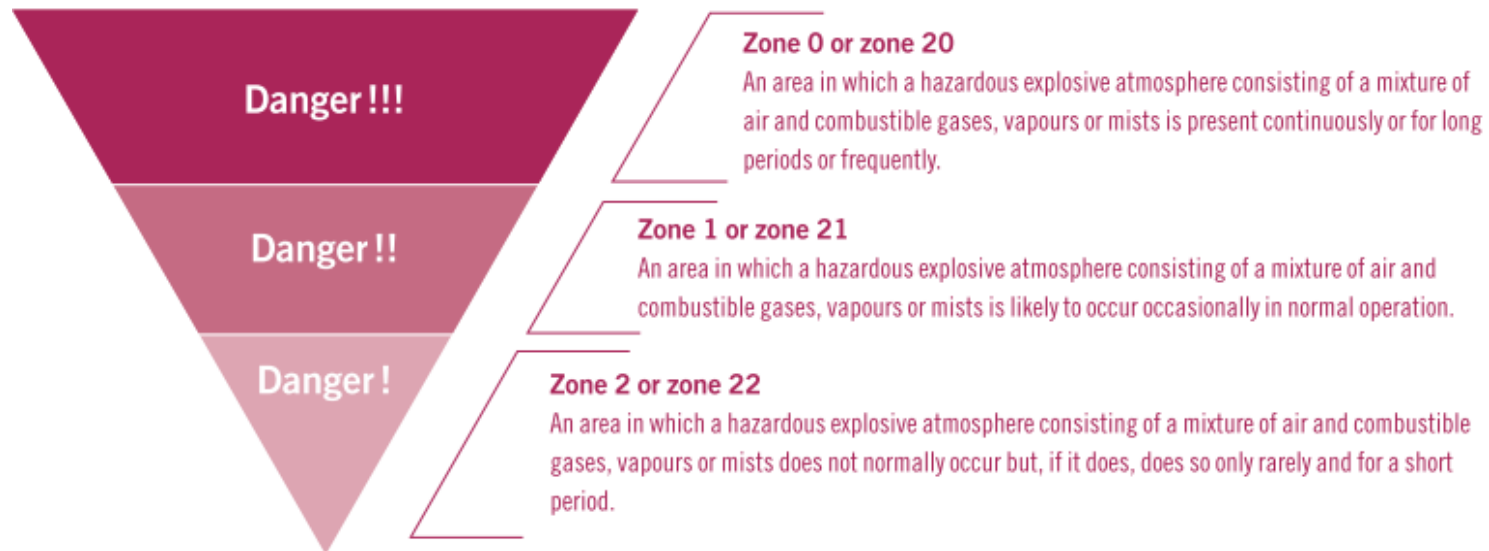 Danger!!!
Zone 0 or zone 20
An area in which a hazardous explosive atmosphere consisting of a mixture of
air and combustible gases, vapours or mists is present continuously or for long
periods or frequently.
Danger!!
Zone 1 or zone 21
An area in which a hazardous explosive atmosphere consisting of a mixture of air and
combustible gases, vapours or mists is likely to occur occasionally in normal operation.
Danger!
Zone 2 or zone 22
An area in which a hazardous explosive atmosphere consisting of a mixture of air and combustible
gases, vapours or mists does not normally occur but, if it does, does so only rarely and for a short
period.